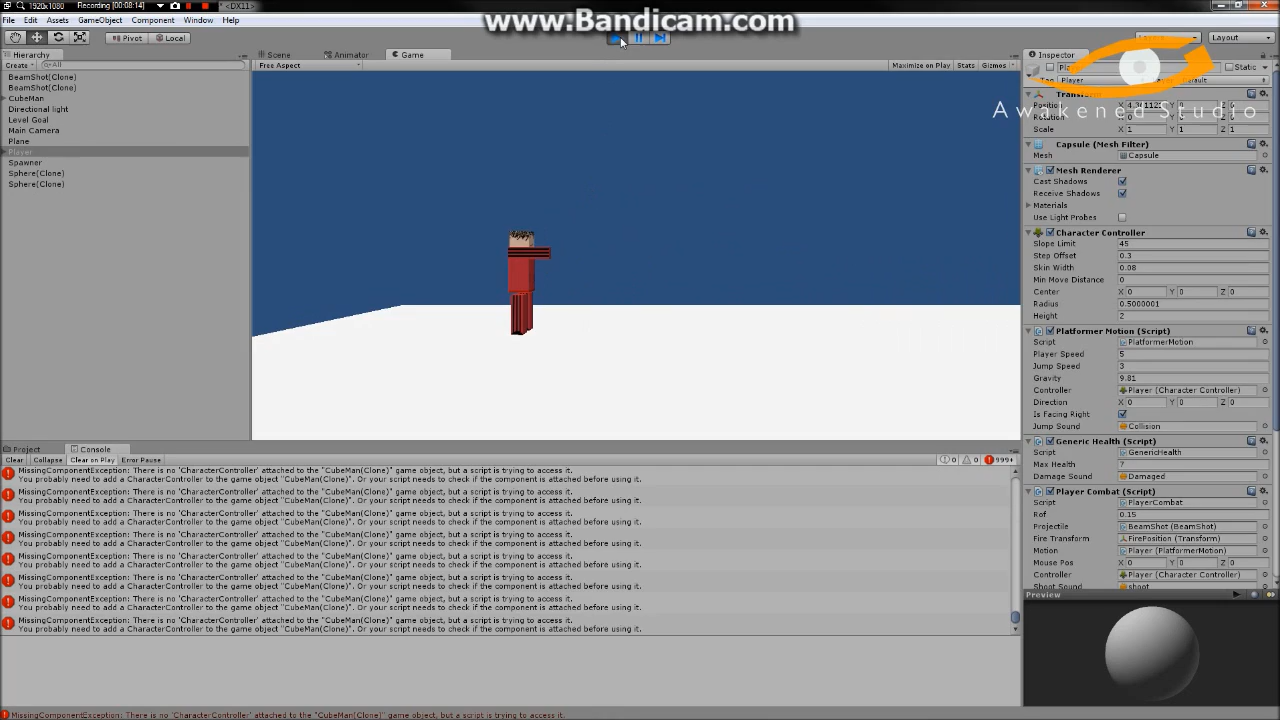 1920x1080 Recording [00:08:14] <DX11>
www.Bandicam.com
File Edit Assets GameObject Component Window Help
Pivot Local
Layout
Hierarchy
Scene Animator Game
Inspector
Create All
Free Aspect
Maximize on Play Stats Gizmos
Static
Player Default
BeamShot(Clone)
BeamShot(Clone)
CubeMan
Directional light
Level Goal
Main Camera
Plane
Player
Spawner
Sphere(Clone)
Sphere(Clone)
Awakened Studio
Transform
Position
Rotation
Scale X 1 Y 1 Z 1
Capsule (Mesh Filter)
Mesh Capsule
Mesh Renderer
Cast Shadows
Receive Shadows
Materials
Use Light Probes
Character Controller
Slope Limit 45
Step Offset 0.3
Skin Width 0.08
Min Move Distance 0
Center X 0 Y 0 Z 0
Radius 0.5000001
Height 2
Platformer Motion (Script)
Script PlatformerMotion
Player Speed 5
Jump Speed 3
Gravity 9.81
Controller Player (Character Controller)
Direction X 0 Y 0 Z 0
Is Facing Right
Jump Sound Collision
Generic Health (Script)
Script GenericHealth
Max Health 7
Damage Sound Damaged
Player Combat (Script)
Script PlayerCombat
Rof 0.15
Projectile BeamShot (BeamShot)
Fire Transform FirePosition (Transform)
Motion Player (PlatformerMotion)
Mouse Pos X 0 Y 0 Z 0
Controller Player (Character Controller)
Shoot Sound shoot
Preview
Project Console
Clear Collapse Clear on Play Error Pause
0 0 999+
MissingComponentException: There is no 'CharacterController' attached to the "CubeMan(Clone)" game object, but a script is trying to access it.
You probably need to add a CharacterController to the game object "CubeMan(Clone)". Or your script needs to check if the component is attached before using it.
MissingComponentException: There is no 'CharacterController' attached to the "CubeMan(Clone)" game object, but a script is trying to access it.
You probably need to add a CharacterController to the game object "CubeMan(Clone)". Or your script needs to check if the component is attached before using it.
MissingComponentException: There is no 'CharacterController' attached to the "CubeMan(Clone)" game object, but a script is trying to access it.
You probably need to add a CharacterController to the game object "CubeMan(Clone)". Or your script needs to check if the component is attached before using it.
MissingComponentException: There is no 'CharacterController' attached to the "CubeMan(Clone)" game object, but a script is trying to access it.
You probably need to add a CharacterController to the game object "CubeMan(Clone)". Or your script needs to check if the component is attached before using it.
MissingComponentException: There is no 'CharacterController' attached to the "CubeMan(Clone)" game object, but a script is trying to access it.
You probably need to add a CharacterController to the game object "CubeMan(Clone)". Or your script needs to check if the component is attached before using it.
MissingComponentException: There is no 'CharacterController' attached to the "CubeMan(Clone)" game object, but a script is trying to access it.
You probably need to add a CharacterController to the game object "CubeMan(Clone)". Or your script needs to check if the component is attached before using it.
MissingComponentException: There is no 'CharacterController' attached to the "CubeMan(Clone)" game object, but a script is trying to access it.
You probably need to add a CharacterController to the game object "CubeMan(Clone)". Or your script needs to check if the component is attached before using it.
MissingComponentException: There is no 'CharacterController' attached to the "CubeMan(Clone)" game object, but a script is trying to access it.
You probably need to add a CharacterController to the game object "CubeMan(Clone)". Or your script needs to check if the component is attached before using it.
MissingComponentException: There is no 'CharacterController' attached to the "CubeMan(Clone)" game object, but a script is trying to access it.